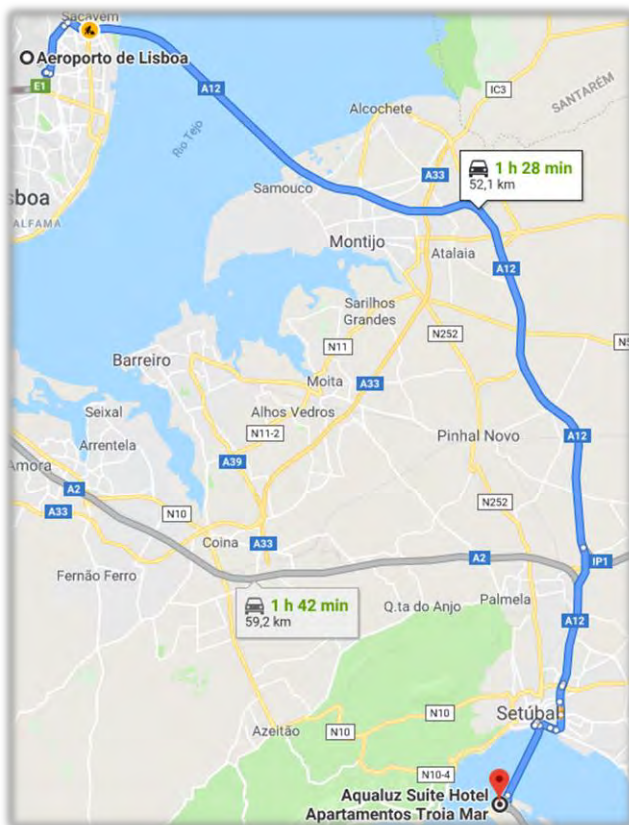 Sacavém
Aeroporto de Lisboa
E1
A12
IC3
SANTARÉM
Rio Tejo
Alcochete
A33
1 h 28 min
52,1 km
Samouco
ALFAMA
Montijo
Atalaia
A12
Sarilhos
Grandes
N252
N11
Barreiro
Moita
A33
Seixal
Alhos Vedros
Arrentela
N11-2
Pinhal Novo
A12
Amora
A39
A2
N10
N252
A33
Coina
A33
A2
IP1
Fernão Ferro
1 h 42 min
59,2 km
Q.ta do Anjo
Palmela
A12
Setúbal
N10
N10
Azeitão
N10-4
Aqualuz Suite Hotel
Apartamentos Troia Mar